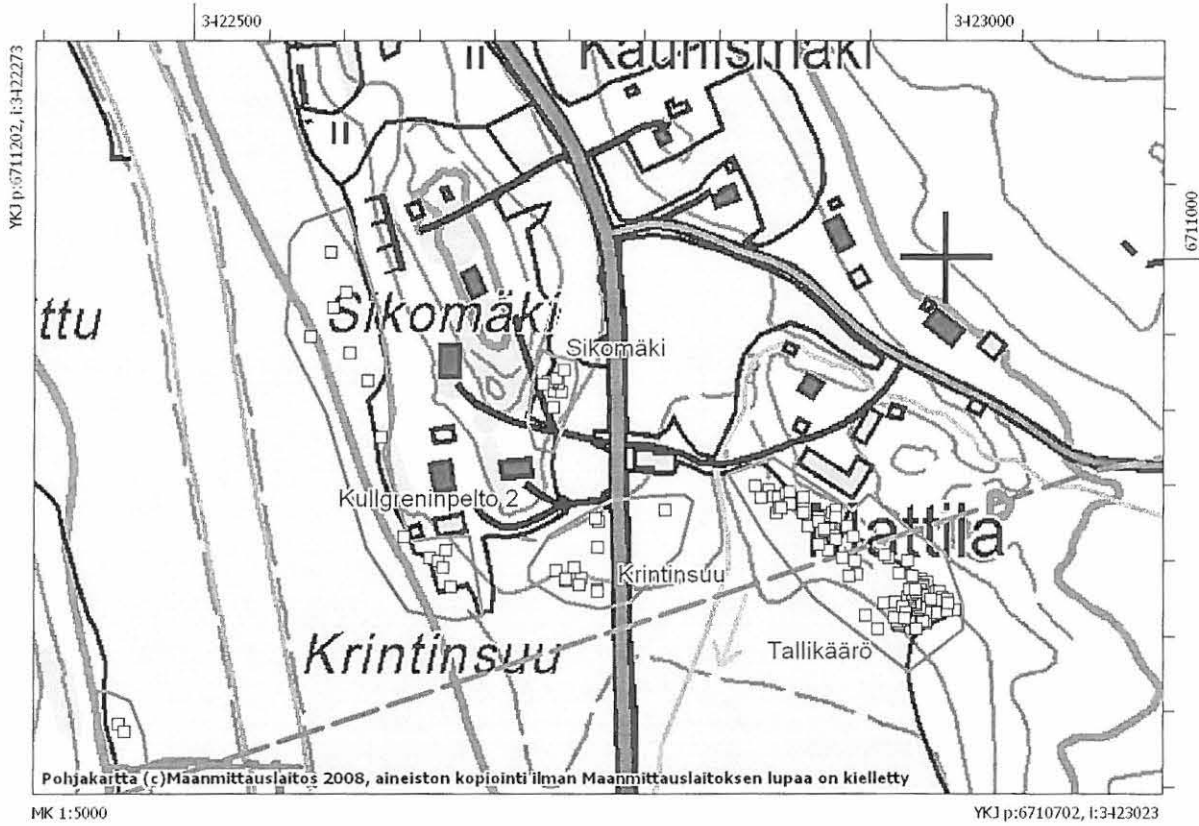 3422500
3423000
YKJ p:6711202, i:3422273
Kaunismäki
II
II
6711000
ttu
Sikomäki
Sikomäki
Kullgreninpelto 2
Mattila
Krintinsuu
Krintinsuu
Tallikäärö
Pohjakartta (c)Maanmittauslaitos 2008, aineiston kopiointi ilman Maanmittauslaitoksen lupaa on kielletty
MK 1:5000
YKJ p:6710702, i:3423023